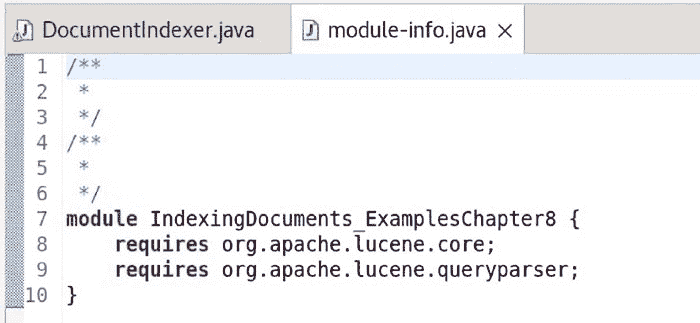 DocumentIndexer.java module-info.java ×
1 /**
2 *
3 */
4 /**
5 *
6 */
7 module IndexingDocuments_ExamplesChapter8 {
8 requires org.apache.lucene.core;
9 requires org.apache.lucene.queryparser;
10 }